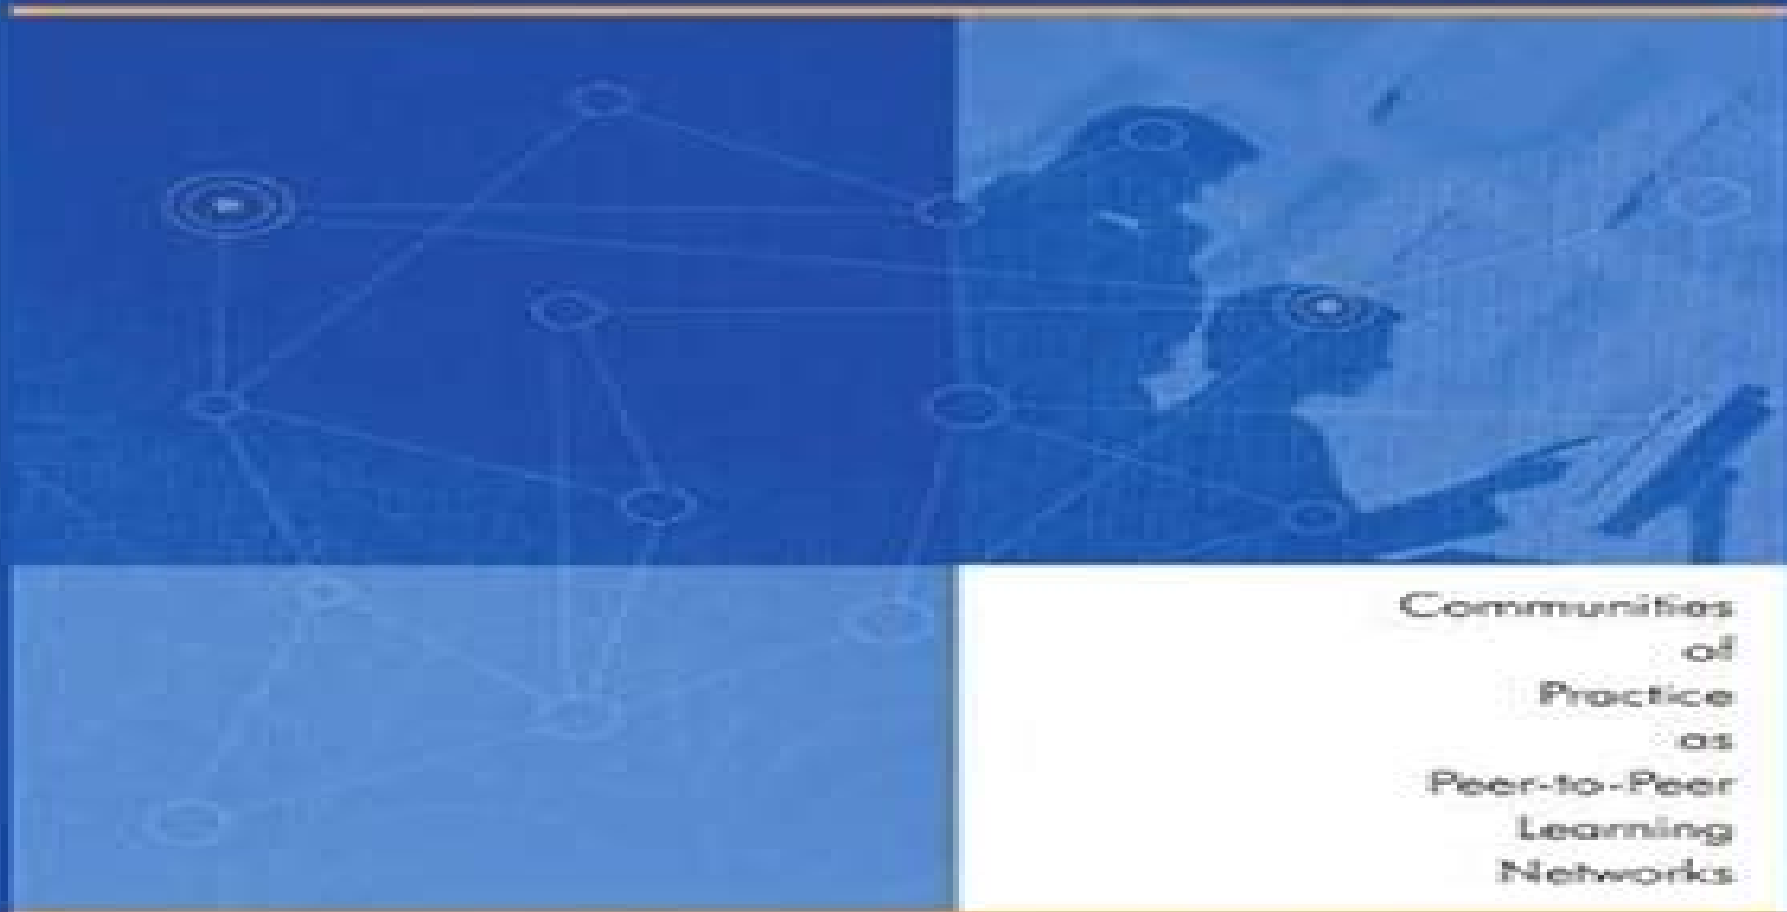 Communities
of
Practice
as
Peer-to-Peer
Learning
Networks